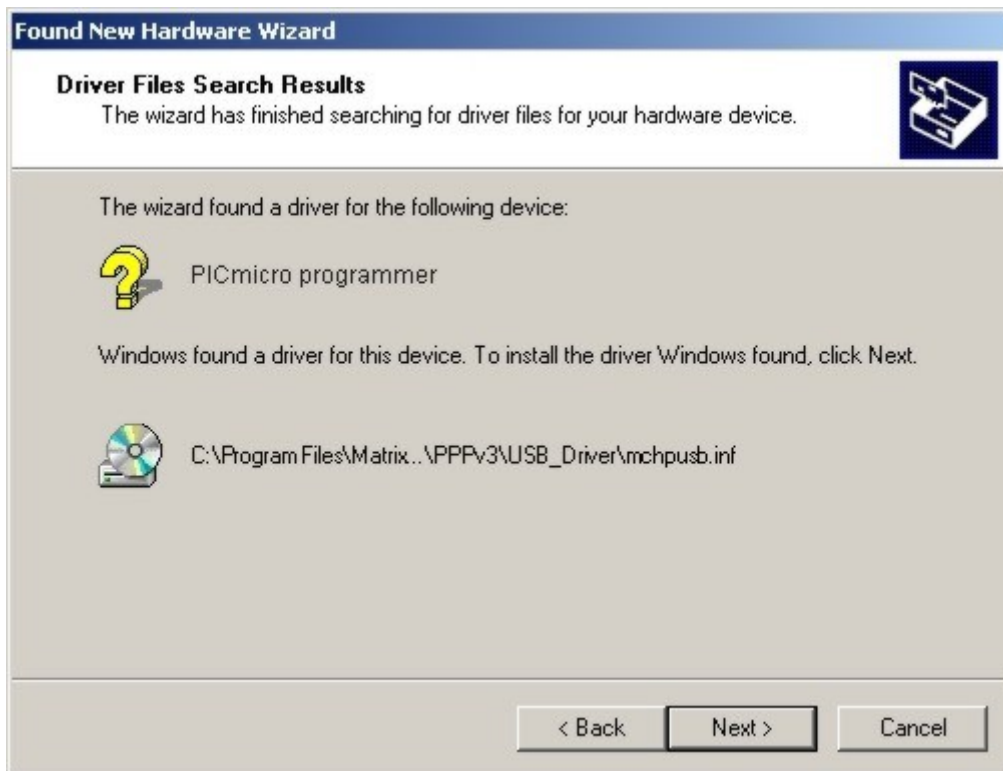 Found New Hardware Wizard
Driver Files Search Results
The wizard has finished searching for driver files for your hardware device.
The wizard found a driver for the following device:
PICmicro programmer
Windows found a driver for this device. To install the driver Windows found, click Next.
C:\Program Files\Matrix...\PPPv3\USB_Driver\mchpusb.inf
< Back Next > Cancel